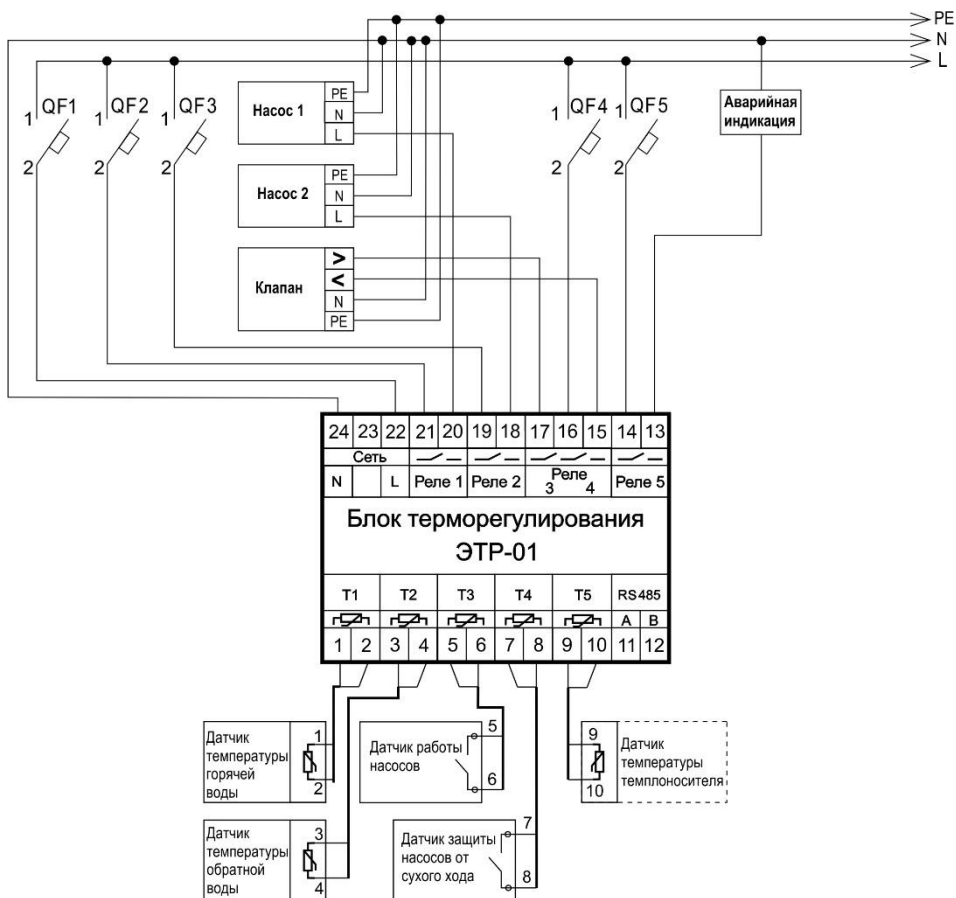 PE
N
L
1 QF1
2
1 QF2
2
1 QF3
2
Насос 1
PE
N
L
Насос 2
PE
N
L
Клапан
>
<
N
PE
1 QF4
2
1 QF5
2
Аварийная
индикация
24 23 22 21 20 19 18 17 16 15 14 13
Сеть
N L Реле 1 Реле 2 Реле 3 4 Реле 5
Блок терморегулирования
ЭТР-01
T1 T2 T3 T4 T5 RS485
A B
1 2 3 4 5 6 7 8 9 10 11 12
Датчик
температуры
горячей
воды
1
2
Датчик работы
насосов
5
6
Датчик
температуры
темплоносителя
9
10
Датчик
температуры
обратной
воды
3
4
Датчик защиты
насосов от
сухого хода
7
8